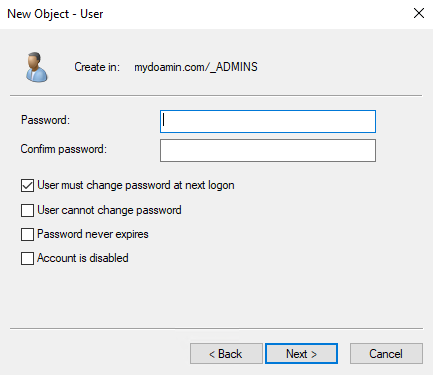 New Object - User
Create in: mydoamin.com/_ADMINS
Password:
Confirm password:
User must change password at next logon
User cannot change password
Password never expires
Account is disabled
< Back Next > Cancel